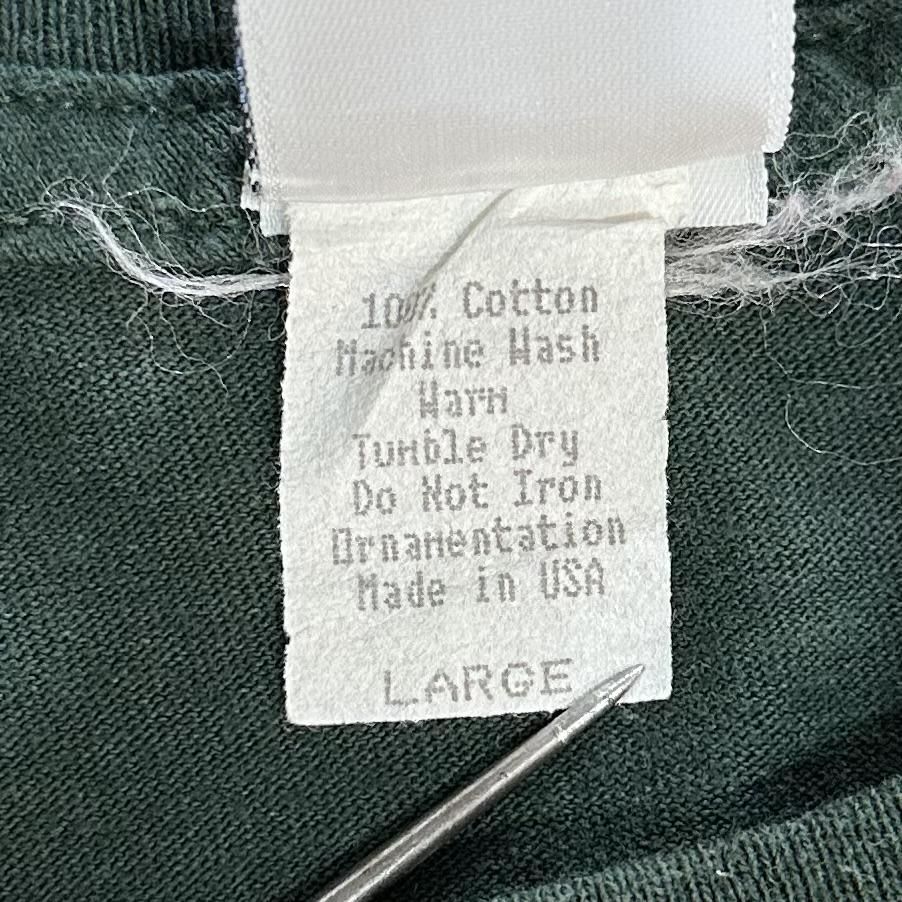 100% Cotton
Machine Wash
Warm
Tumble Dry
Do Not Iron
Ornamentation
Made in USA
LARGE